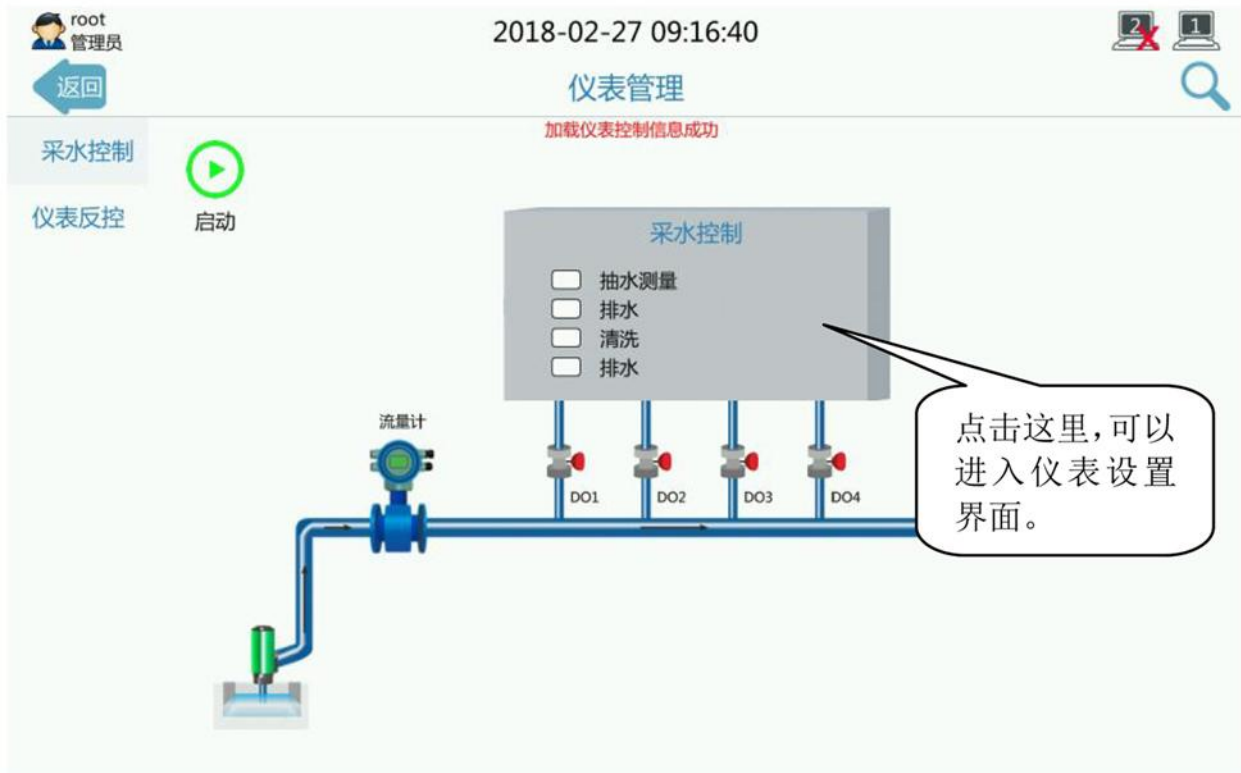 root
管理员
2018-02-27 09:16:40
2
1
返回
仪表管理
加载仪表控制信息成功
采水控制
仪表反控
启动
采水控制
抽水测量
排水
清洗
排水
流量计
DO1
DO2
DO3
DO4
点击这里,可以
进入仪表设置
界面。